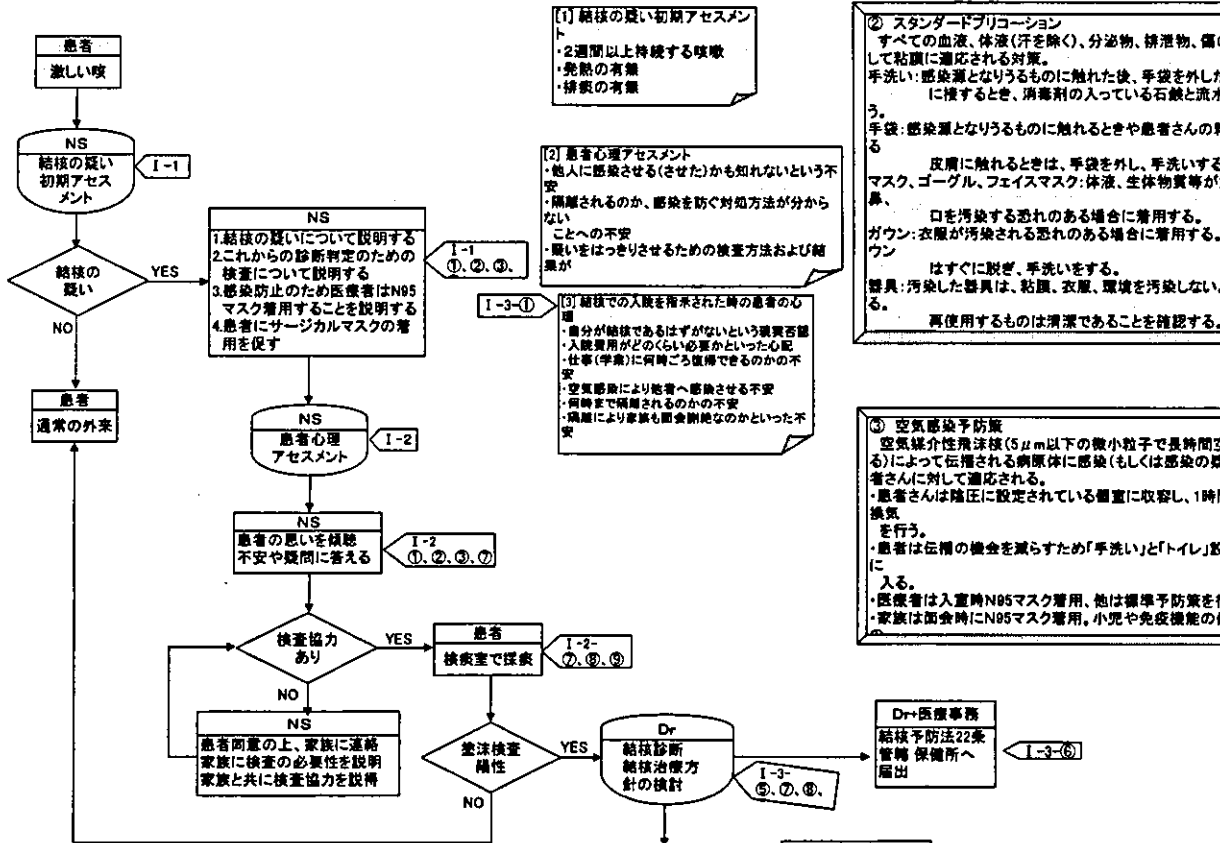 患者
激しい咳
NS
結核の疑い
初期アセス
メント
I-1
結核の
疑い
YES
NO
患者
通常の外来
NS
1.結核の疑いについて説明する
2.これからの診断判定のための
検査について説明する
3.感染防止のため医療者はN95
マスク着用することを説明する
4.患者にサージカルマスクの着
用を促す
I-1
①、②、③、
NS
患者心理
アセスメント
I-2
NS
患者の思いを傾聴
不安や疑問に答える
I-2
①、②、③、⑦
検査協力
あり
YES
NO
NS
患者同意の上、家族に連絡
家族に検査の必要性を説明
家族と共に検査協力を説得
患者
検痰室で採痰
I-2-
⑦、⑧、⑨
塗沫検査
陽性
YES
NO
Dr
結核診断
結核治療方
針の検討
I-3-
⑤、⑦、⑧、
Dr+医療事務
結核予防法22条
管轄 保健所へ
届出
I-3-⑥
[1] 結核の疑い初期アセスメン
ト
・2週間以上持続する咳嗽
・発熱の有無
・排痰の有無
[2] 患者心理アセスメント
・他人に感染させる(させた)かも知れないという不
安
・隔離されるのか、感染を防ぐ対処方法が分から
ない
ことへの不安
・疑いをはっきりさせるための検査方法および結
果が
I-3-①
[3] 結核での入院を指示された時の患者の心
理
・自分が結核であるはずがないという現実否認
・入院費用がどのくらい必要かといった心配
・仕事(学業)に何時ごろ復帰できるのかの不
安
・空気感染により他者へ感染させる不安
・何時まで隔離されるのかの不安
・隔離により家族も面会謝絶なのかといった不
安
② スタンダードプリコーション
すべての血液、体液(汗を除く)、分泌物、排泄物、傷
して粘膜に適応される対策。
手洗い:感染源となりうるものに触れた後、手袋を外した
に接するとき、消毒剤の入っている石鹸と流水
う。
手袋:感染源となりうるものに触れるときや患者さんの
る
皮膚に触れるときは、手袋を外し、手洗いする
マスク、ゴーグル、フェイスマスク:体液、生体物質等が
鼻、
口を汚染する恐れのある場合に着用する。
ガウン:衣服が汚染される恐れのある場合に着用する。
ウン
はすぐに脱ぎ、手洗いをする。
器具:汚染した器具は、粘膜、衣服、環境を汚染しない
る。
再使用するものは清潔であることを確認する。
③ 空気感染予防策
空気媒介性飛沫核(5μm以下の微小粒子で長時間
る)によって伝播される病原体に感染(もしくは感染の
者さんに対して適応される。
・患者さんは陰圧に設定されている個室に収容し、1時
換気
を行う。
・患者は伝播の機会を減らすため「手洗い」と「トイレ」
に
入る。
・医療者は入室時N95マスク着用、他は標準予防策を
・家族は面会時にN95マスク着用。小児や免疫機能の